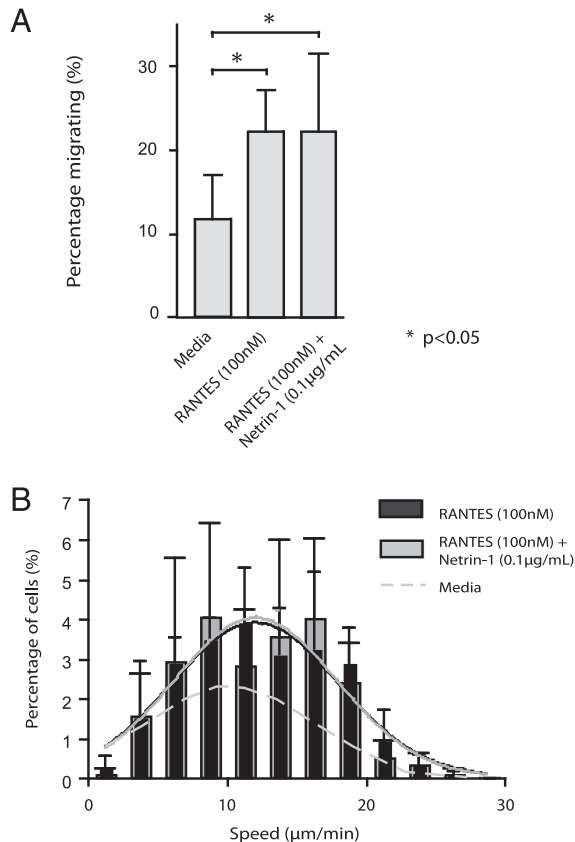 A
Percentage migrating (%)
30
20
10
0
*
*
Media
RANTES (100nM)
RANTES (100nM) +
Netrin-1 (0.1µg/mL
* p<0.05
B
Percentage of cells (%)
7
6
5
4
3
2
1
0
0 10 20 30
Speed (µm/min)
RANTES (100nM)
RANTES (100nM) +
Netrin-1 (0.1µg/mL)
Media